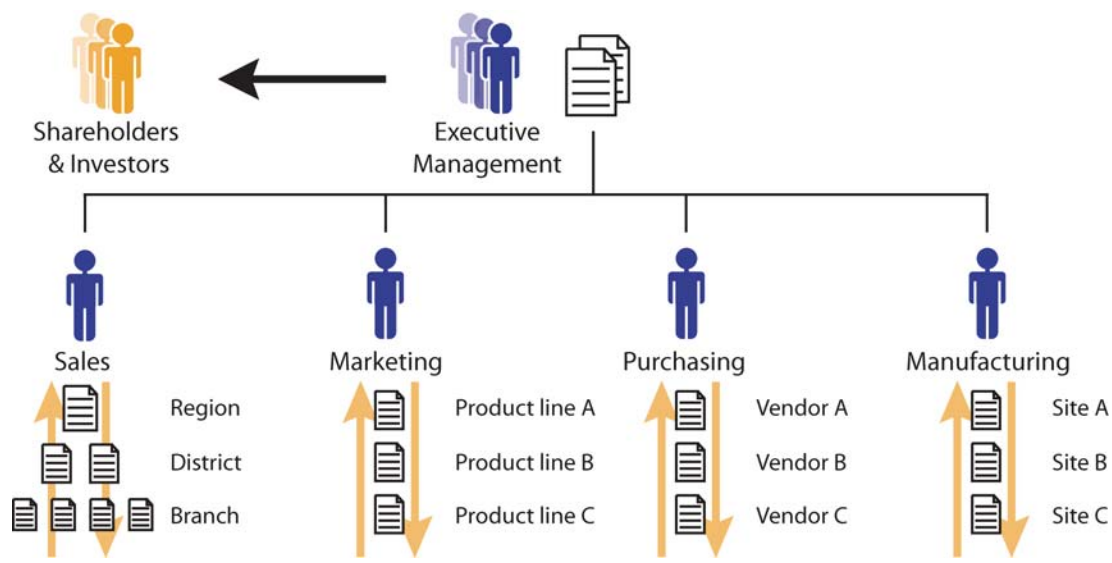 Shareholders
& Investors
Executive
Management
Sales
Marketing
Purchasing
Manufacturing
Region
Product line A
Vendor A
Site A
District
Product line B
Vendor B
Site B
Branch
Product line C
Vendor C
Site C